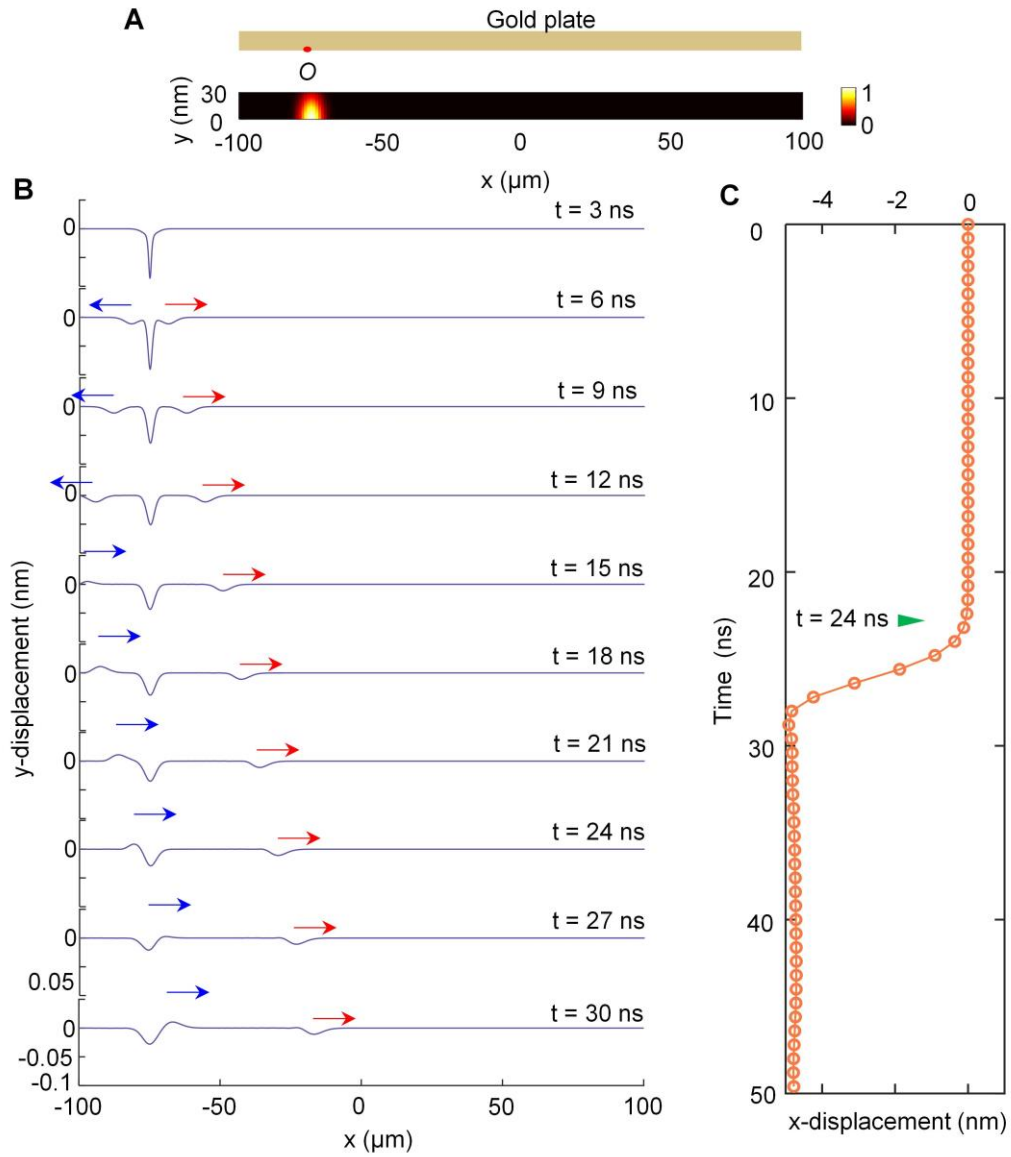 A
Gold plate
O
y (nm)
30
0
1
0
-100
-50
0
50
100
x (μm)
B
y-displacement (nm)
0
t = 3 ns
0
t = 6 ns
0
t = 9 ns
0
t = 12 ns
0
t = 15 ns
0
t = 18 ns
0
t = 21 ns
0
t = 24 ns
0
t = 27 ns
0.05
0
t = 30 ns
-0.05
-0.1
-100
-50
0
50
100
x (μm)
C
-4
-2
0
0
10
20
t = 24 ns
Time (ns)
30
40
50
x-displacement (nm)